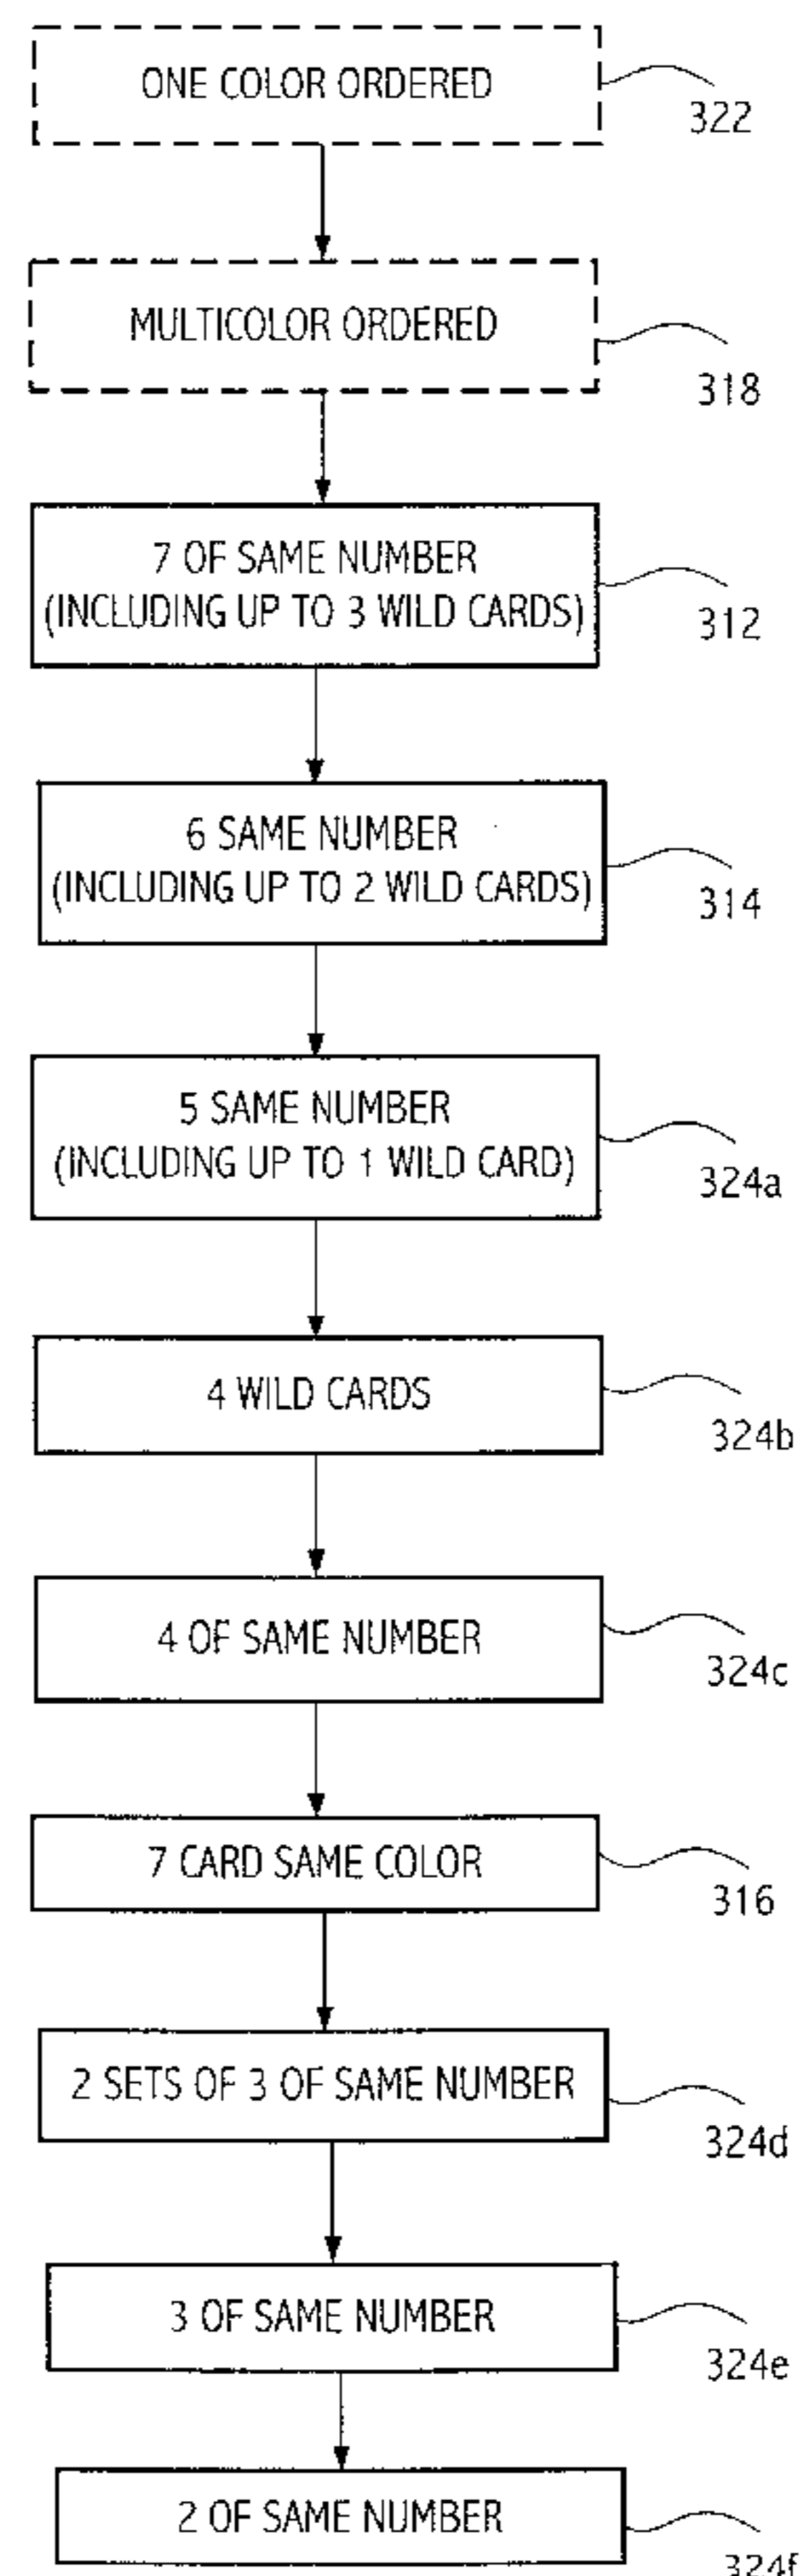 ONE COLOR ORDERED
322
MULTICOLOR ORDERED
318
7 OF SAME NUMBER
(INCLUDING UP TO 3 WILD CARDS)
312
6 SAME NUMBER
(INCLUDING UP TO 2 WILD CARDS)
314
5 SAME NUMBER
(INCLUDING UP TO 1 WILD CARD)
324a
4 WILD CARDS
324b
4 OF SAME NUMBER
324c
7 CARD SAME COLOR
316
2 SETS OF 3 OF SAME NUMBER
324d
3 OF SAME NUMBER
324e
2 OF SAME NUMBER
324f